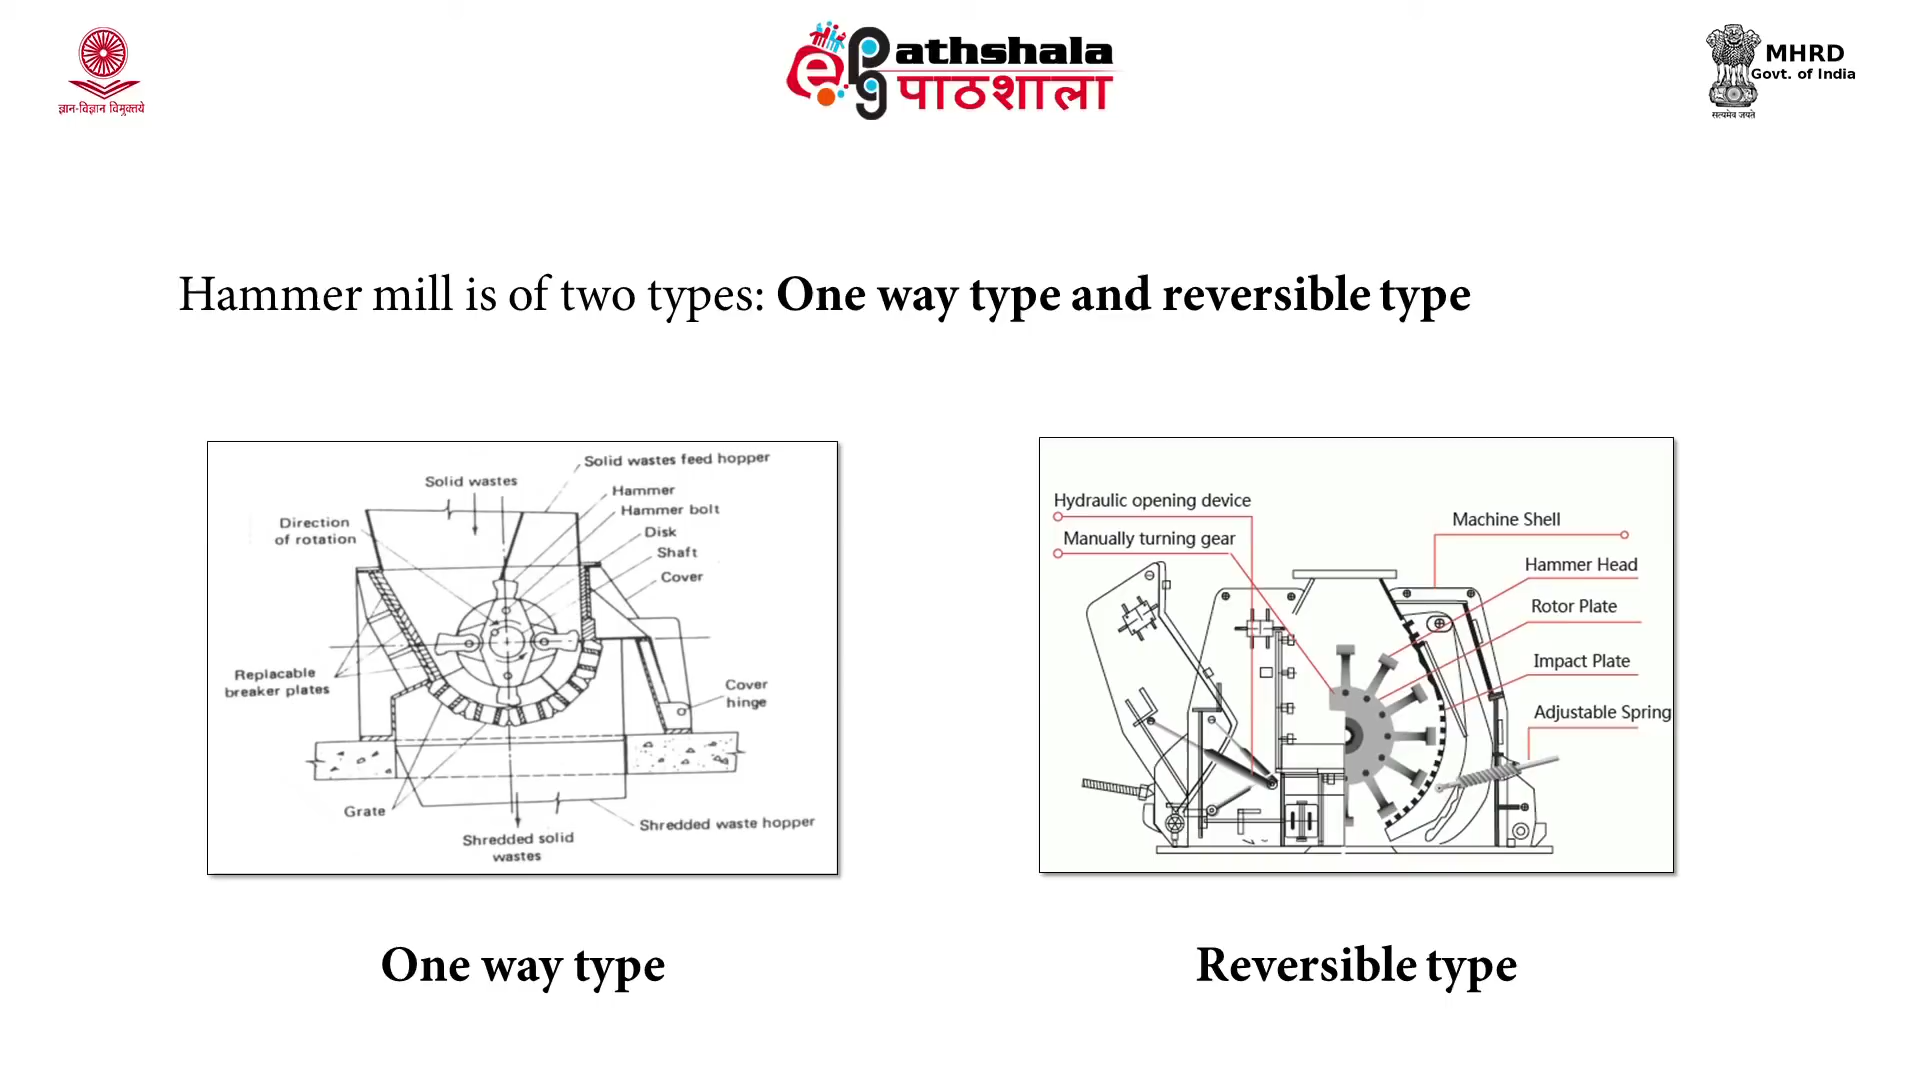 ज्ञान-विज्ञान विमुक्तये
e pg Pathshala
पाठशाला
MHRD
Govt. of India
सत्यमेव जयते
Hammer mill is of two types: One way type and reversible type
Solid wastes feed hopper
Solid wastes
Hammer
Hammer bolt
Direction
of rotation
Disk
Shaft
Cover
Replacable
breaker plates
Cover
hinge
Grate
Shredded waste hopper
Shredded solid
wastes
Hydraulic opening device
Manually turning gear
Machine Shell
Hammer Head
Rotor Plate
Impact Plate
Adjustable Spring
One way type
Reversible type